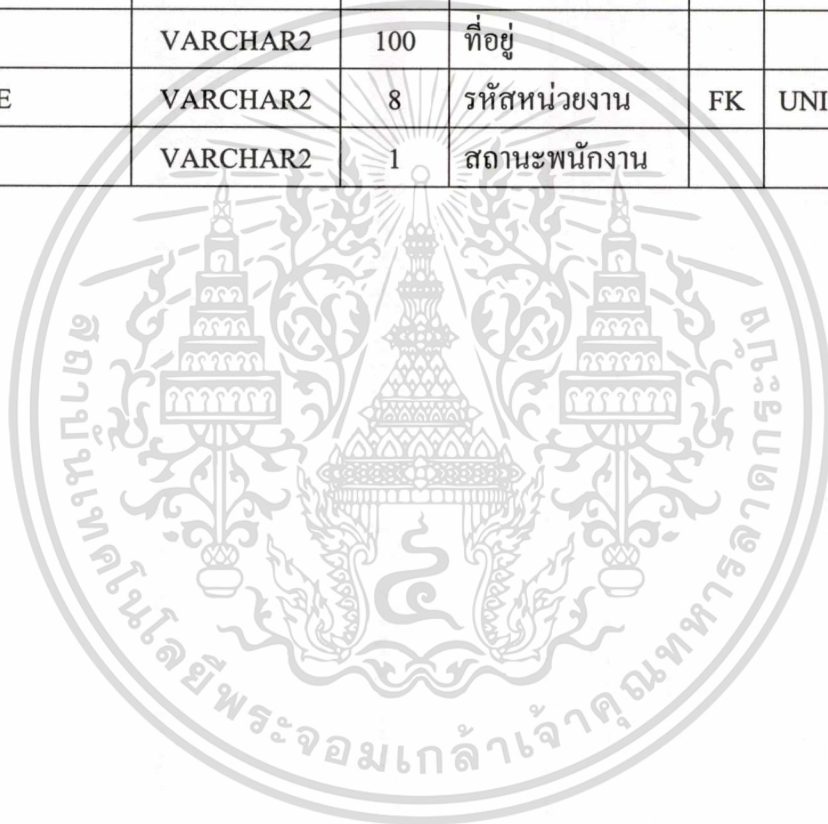 VARCHAR2 100 ที่อยู่
E VARCHAR2 8 รหัสหน่วยงาน FK UNI
VARCHAR2 1 สถานะพนักงาน
สถาบันเทคโนโลยีพระจอมเกล้าเจ้าคุณทหารลาดกระบัง